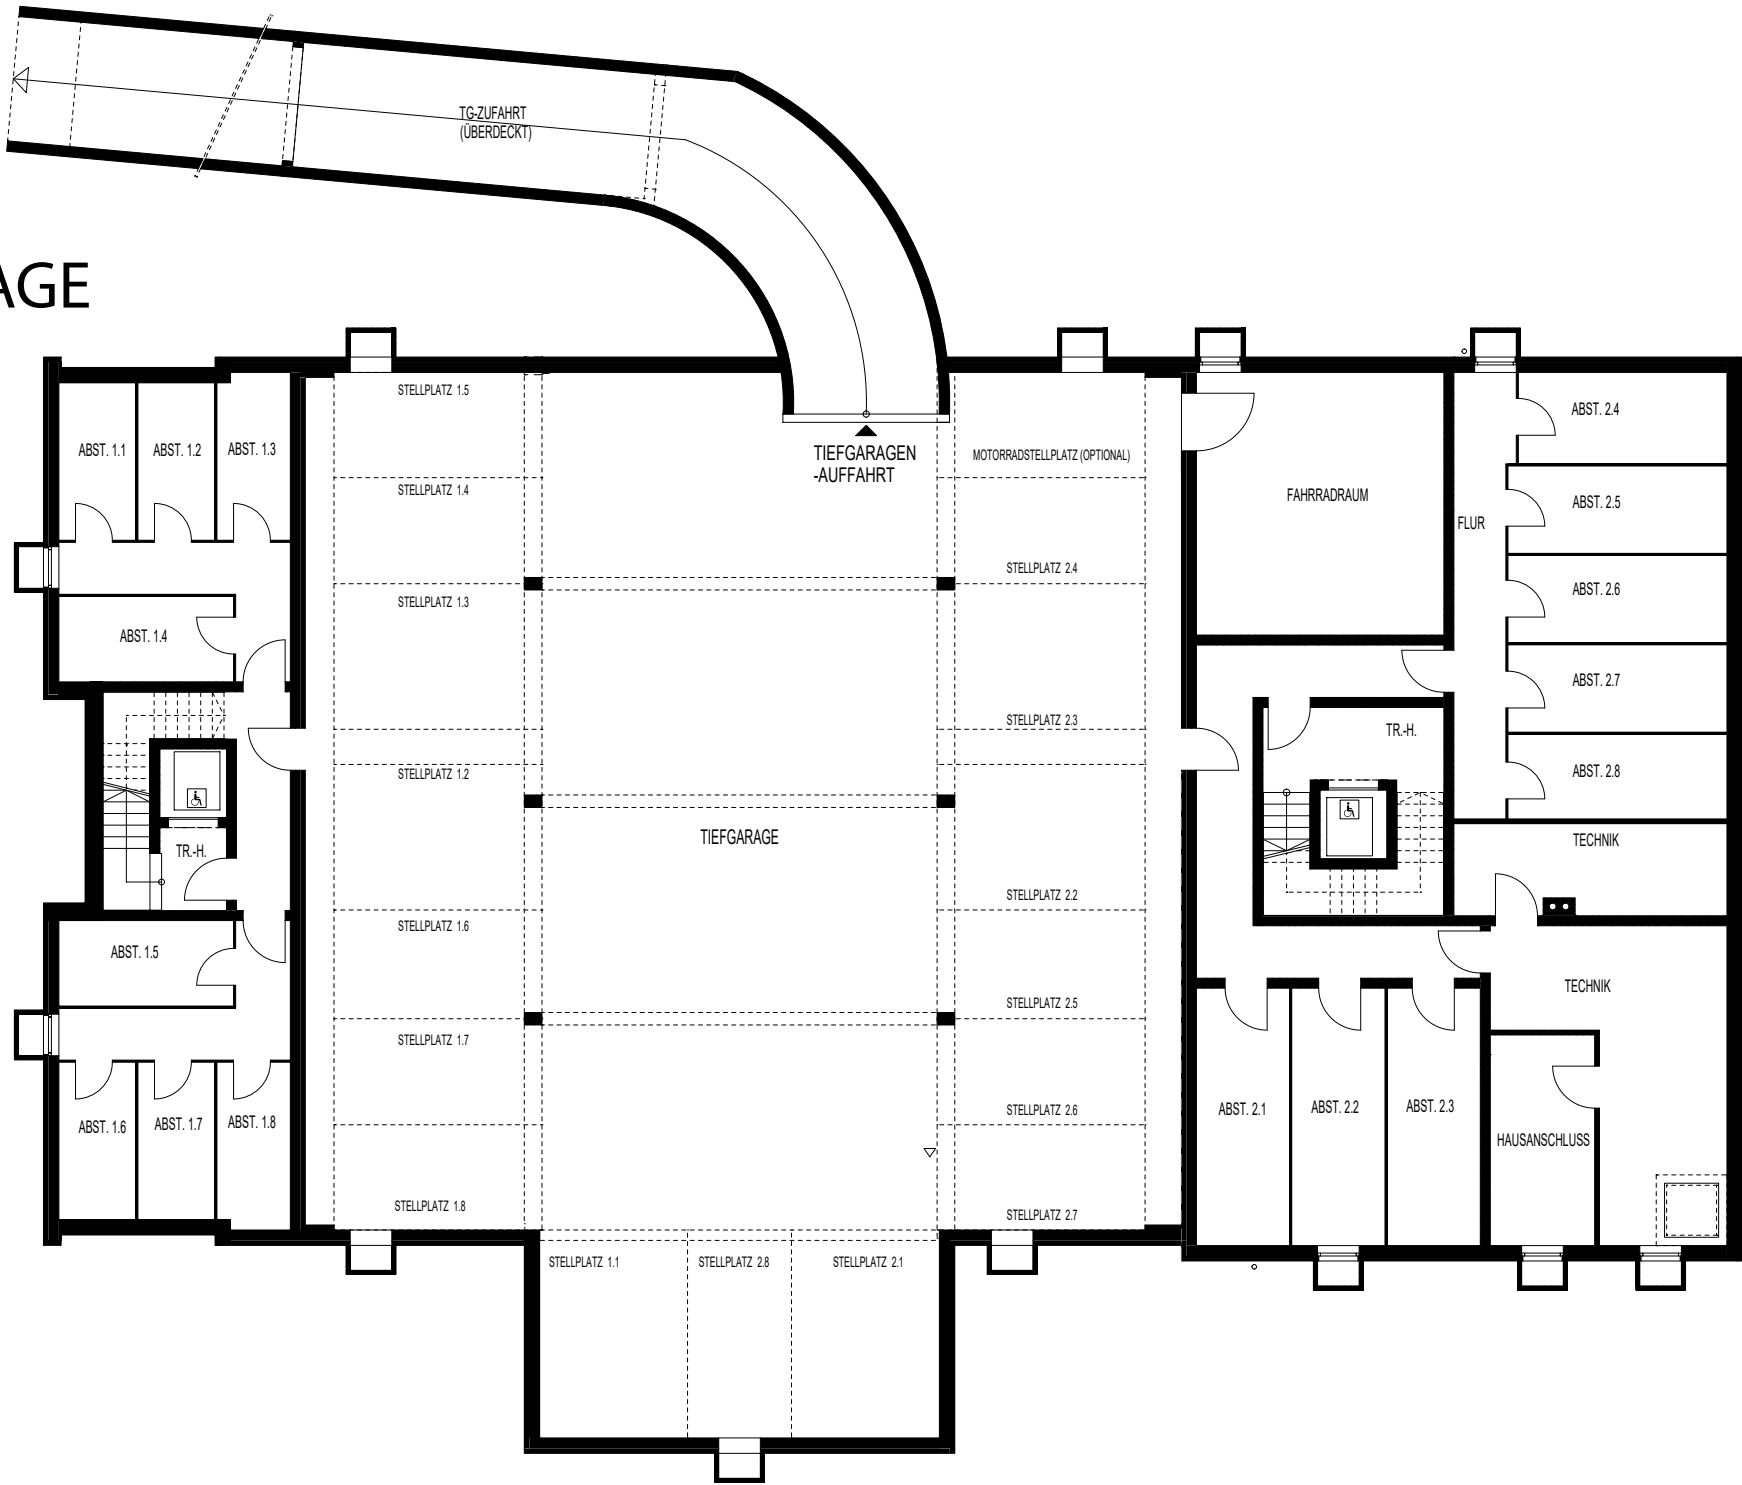 TG-ZUFAHRT
(ÜBERDECKT)
AGE
STELLPLATZ 1.5
ABST. 2.4
ABST. 1.1
ABST. 1.2
ABST. 1.3
TIEFGARAGEN
-AUFFAHRT
MOTORRADSTELLPLATZ (OPTIONAL)
STELLPLATZ 1.4
FAHRRADRAUM
ABST. 2.5
FLUR
STELLPLATZ 2.4
ABST. 2.6
STELLPLATZ 1.3
ABST. 1.4
ABST. 2.7
STELLPLATZ 2.3
TR.-H.
STELLPLATZ 1.2
ABST. 2.8
TIEFGARAGE
TECHNIK
TR.-H.
STELLPLATZ 2.2
STELLPLATZ 1.6
ABST. 1.5
TECHNIK
STELLPLATZ 2.5
STELLPLATZ 1.7
ABST. 2.1
ABST. 2.2
ABST. 2.3
STELLPLATZ 2.6
ABST. 1.6
ABST. 1.7
ABST. 1.8
HAUSANSCHLUSS
STELLPLATZ 1.8
STELLPLATZ 2.7
STELLPLATZ 1.1
STELLPLATZ 2.8
STELLPLATZ 2.1